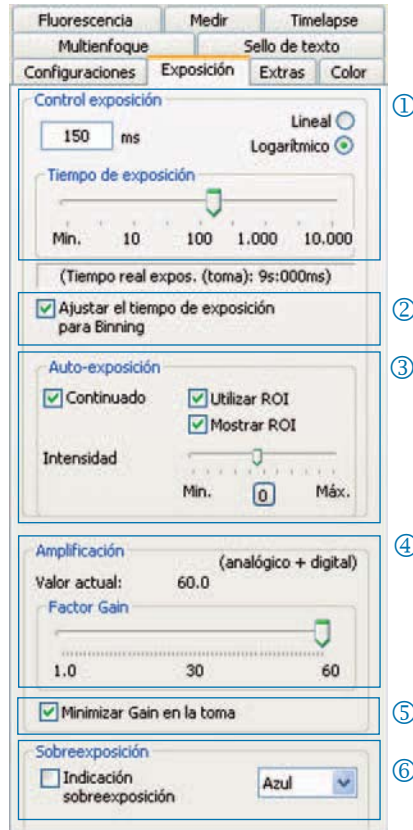 Fluorescencia Medir Timelapse
Multienfoque Sello de texto
Configuraciones Exposición Extras Color
Control exposición
①
Lineal
150 ms
Logarítmico
Tiempo de exposición
Min. 10 100 1.000 10.000
(Tiempo real expos. (toma): 9s:000ms)
②
Ajustar el tiempo de exposición
para Binning
③
Auto-exposición
Continuado Utilizar ROI
Mostrar ROI
Intensidad
Min. 0 Máx.
④
Amplificación
(analógico + digital)
Valor actual: 60.0
Factor Gain
1.0 30 60
Minimizar Gain en la toma ⑤
Sobreexposición
⑥
Indicación
sobreexposición
Azul